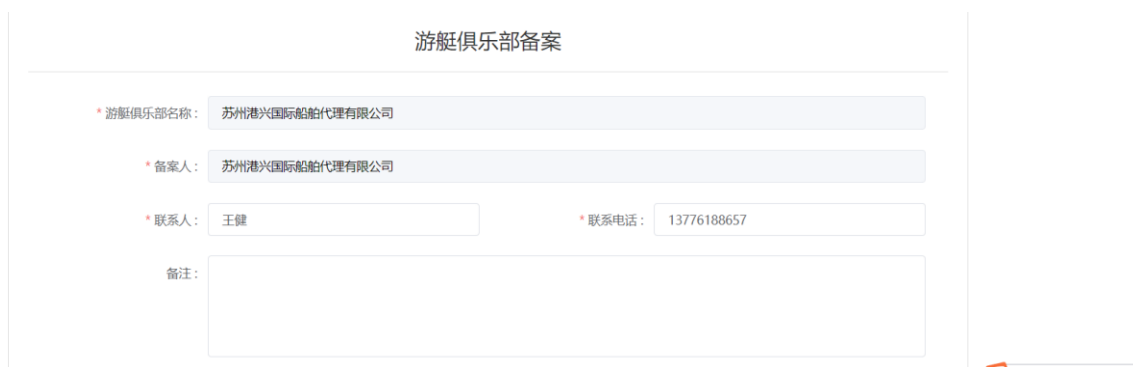 游艇俱乐部备案
* 游艇俱乐部名称： 苏州港兴国际船舶代理有限公司
* 备案人： 苏州港兴国际船舶代理有限公司
* 联系人： 王健 * 联系电话： 13776188657
备注：